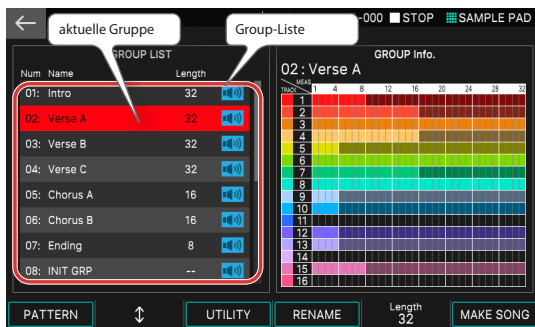 aktuelle Gruppe
Group-Liste
-000 STOP SAMPLE PAD
GROUP LIST
Num Name Length
01: Intro 32
02: Verse A 32
03: Verse B 32
04: Verse C 32
05: Chorus A 16
06: Chorus B 16
07: Ending 8
08: INIT GRP --
GROUP Info.
02 : Verse A
MEAS
TRACK 1 4 8 12 16 20 24 28 32
1
2
3
4
5
6
7
8
9
10
11
12
13
14
15
16
PATTERN UTILITY RENAME Length 32 MAKE SONG